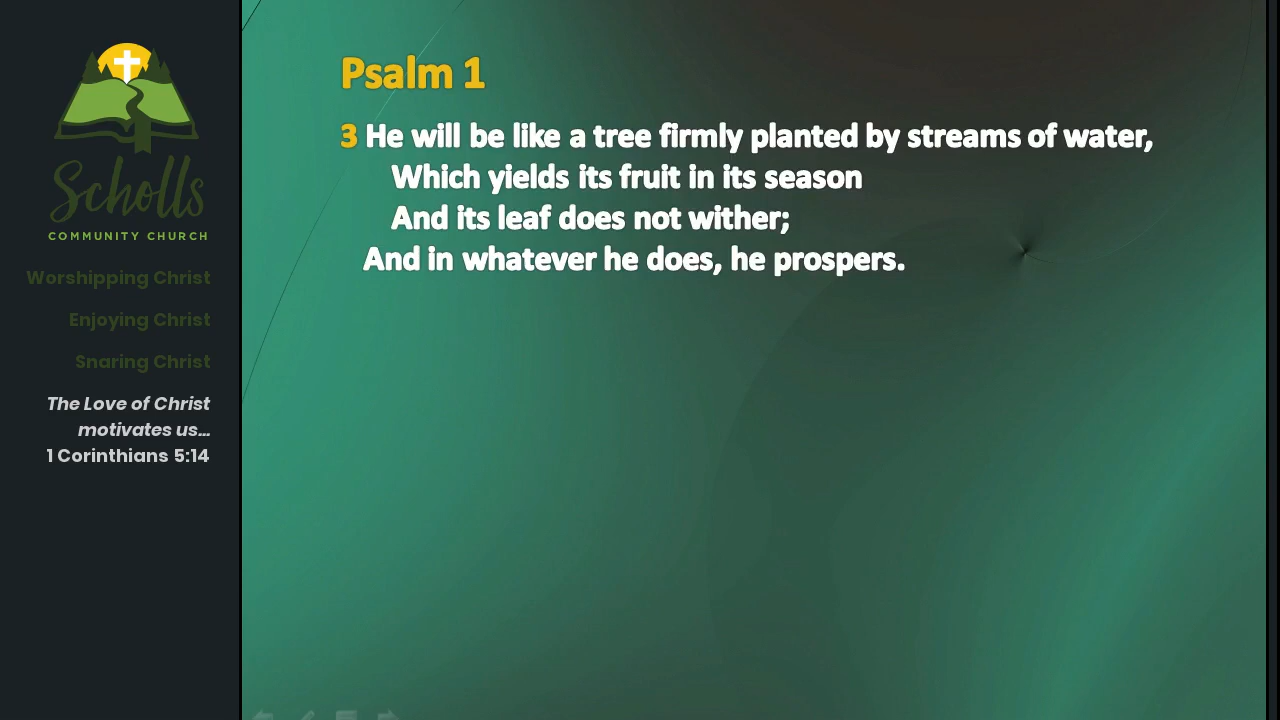 Scholls
COMMUNITY CHURCH
Worshipping Christ
Enjoying Christ
Snaring Christ
The Love of Christ
motivates us...
1 Corinthians 5:14
Psalm 1
3 He will be like a tree firmly planted by streams of water,
Which yields its fruit in its season
And its leaf does not wither;
And in whatever he does, he prospers.